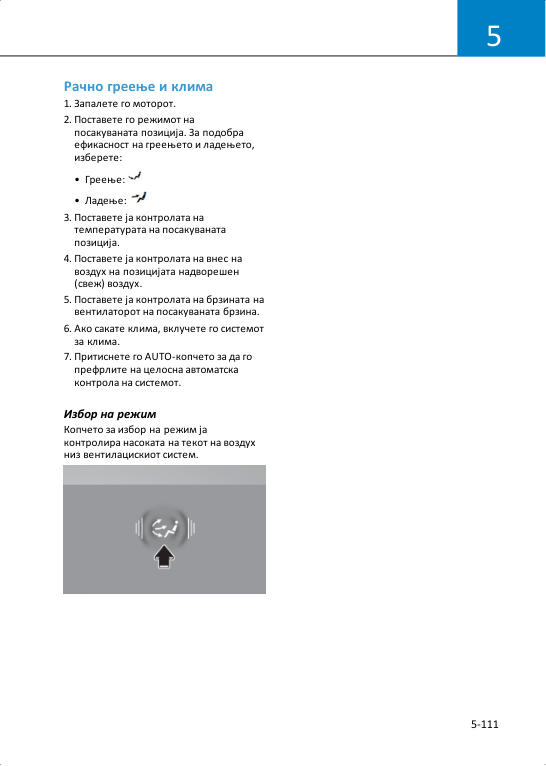 5
Рачно греење и клима
1. Запалете го моторот.
2. Поставете го режимот на
посакуваната позиција. За подобра
ефикасност на греењето и ладењето,
изберете:
• Греење:
• Ладење:
3. Поставете ја контролата на
температурата на посакуваната
позиција.
4. Поставете ја контролата на внес на
воздух на позицијата надворешен
(свеж) воздух.
5. Поставете ја контролата на брзината на
вентилаторот на посакуваната брзина.
6. Ако сакате клима, вклучете го системот
за клима.
7. Притиснете го AUTO-копчето за да го
префрлите на целосна автоматска
контрола на системот.
Избор на режим
Копчето за избор на режим ја
контролира насоката на текот на воздух
низ вентилацискиот систем.
5-111